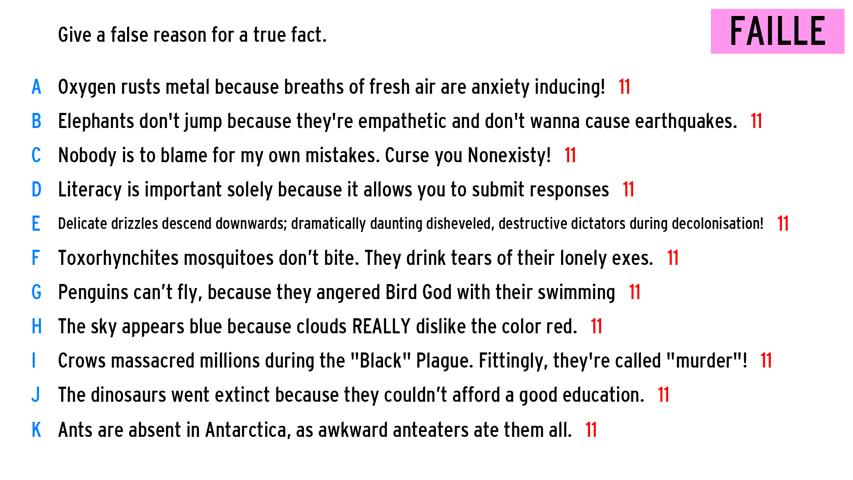 Give a false reason for a true fact.
FAILLE
A Oxygen rusts metal because breaths of fresh air are anxiety inducing! 11
B Elephants don't jump because they're empathetic and don't wanna cause earthquakes. 11
C Nobody is to blame for my own mistakes. Curse you Nonexisty! 11
D Literacy is important solely because it allows you to submit responses 11
E Delicate drizzles descend downwards; dramatically daunting disheveled, destructive dictators during decolonisation! 11
F Toxorhynchites mosquitoes don’t bite. They drink tears of their lonely exes. 11
G Penguins can’t fly, because they angered Bird God with their swimming 11
H The sky appears blue because clouds REALLY dislike the color red. 11
I Crows massacred millions during the "Black" Plague. Fittingly, they're called "murder"! 11
J The dinosaurs went extinct because they couldn’t afford a good education. 11
K Ants are absent in Antarctica, as awkward anteaters ate them all. 11